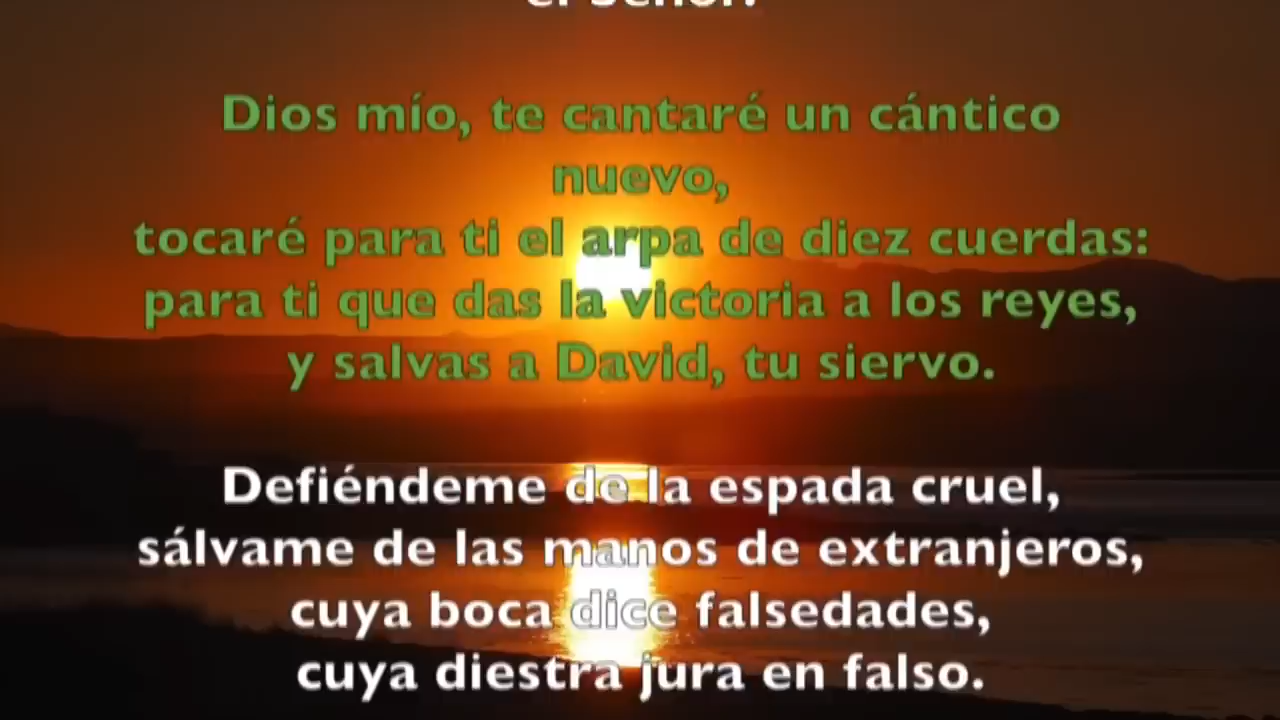 el Señor.
Dios mío, te cantaré un cántico
nuevo,
tocaré para ti el arpa de diez cuerdas:
para ti que das la victoria a los reyes,
y salvas a David, tu siervo.
Defiéndeme de la espada cruel,
sálvame de las manos de extranjeros,
cuya boca dice falsedades,
cuya diestra jura en falso.